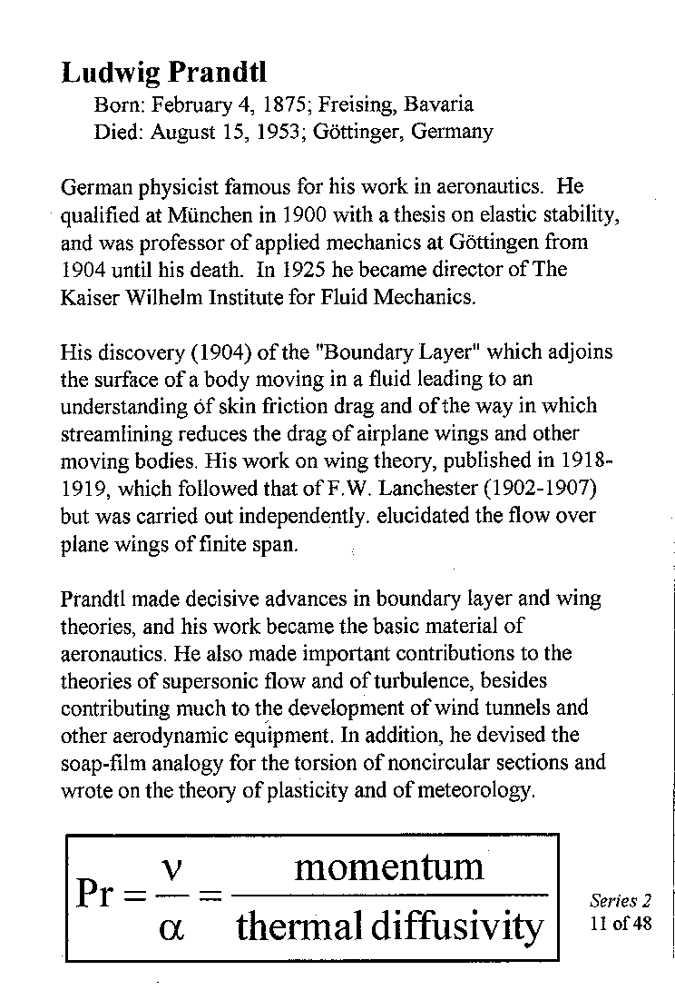 Ludwig Prandtl
Born: February 4, 1875; Freising, Bavaria
Died: August 15, 1953; Göttinger, Germany
German physicist famous for his work in aeronautics. He
qualified at München in 1900 with a thesis on elastic stability,
and was professor of applied mechanics at Göttingen from
1904 until his death. In 1925 he became director of The
Kaiser Wilhelm Institute for Fluid Mechanics.
His discovery (1904) of the "Boundary Layer" which adjoins
the surface of a body moving in a fluid leading to an
understanding of skin friction drag and of the way in which
streamlining reduces the drag of airplane wings and other
moving bodies. His work on wing theory, published in 1918-
1919, which followed that of F.W. Lanchester (1902-1907)
but was carried out independently. elucidated the flow over
plane wings of finite span.
Prandtl made decisive advances in boundary layer and wing
theories, and his work became the basic material of
aeronautics. He also made important contributions to the
theories of supersonic flow and of turbulence, besides
contributing much to the development of wind tunnels and
other aerodynamic equipment. In addition, he devised the
soap-film analogy for the torsion of noncircular sections and
wrote on the theory of plasticity and of meteorology.
Pr = ν/α = momentum/thermal diffusivity
Series 2
11 of 48